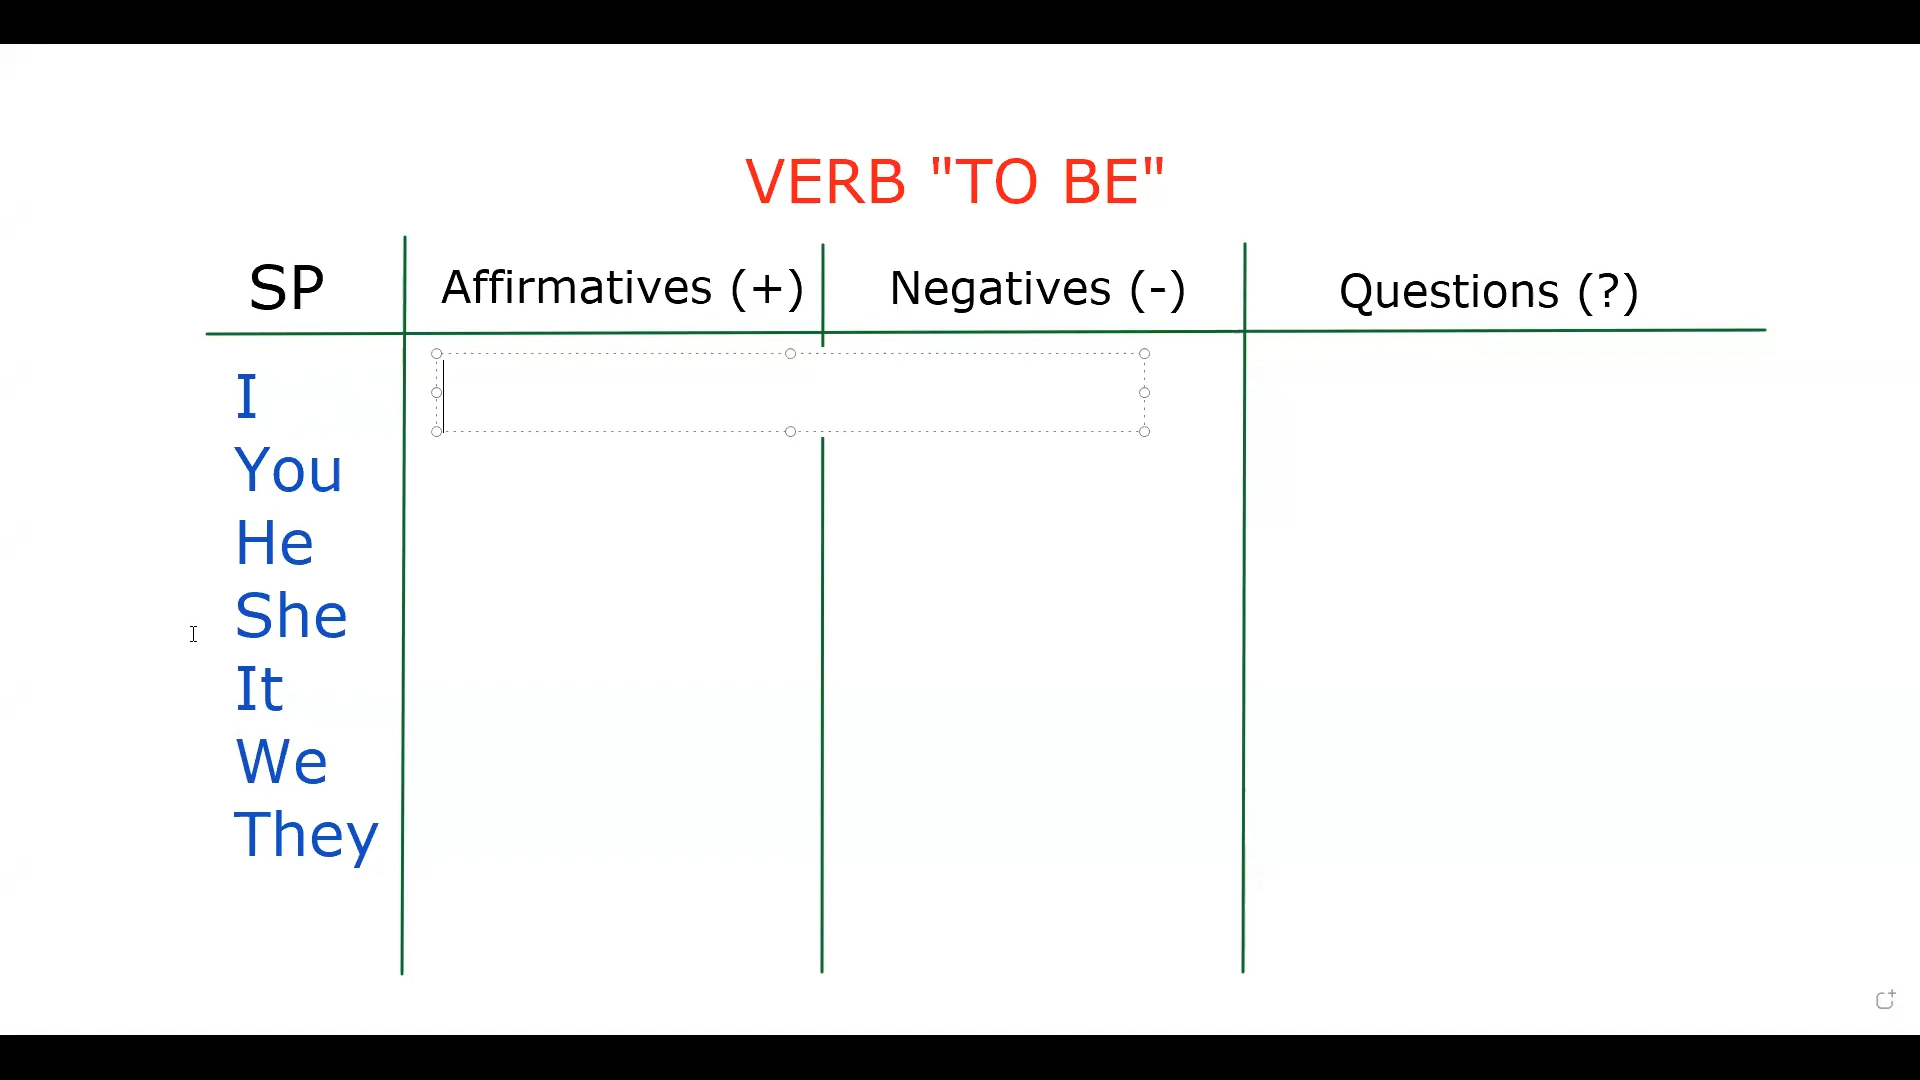 VERB "TO BE"
SP Affirmatives (+) Negatives (-) Questions (?)
I
You
He
She
It
We
They